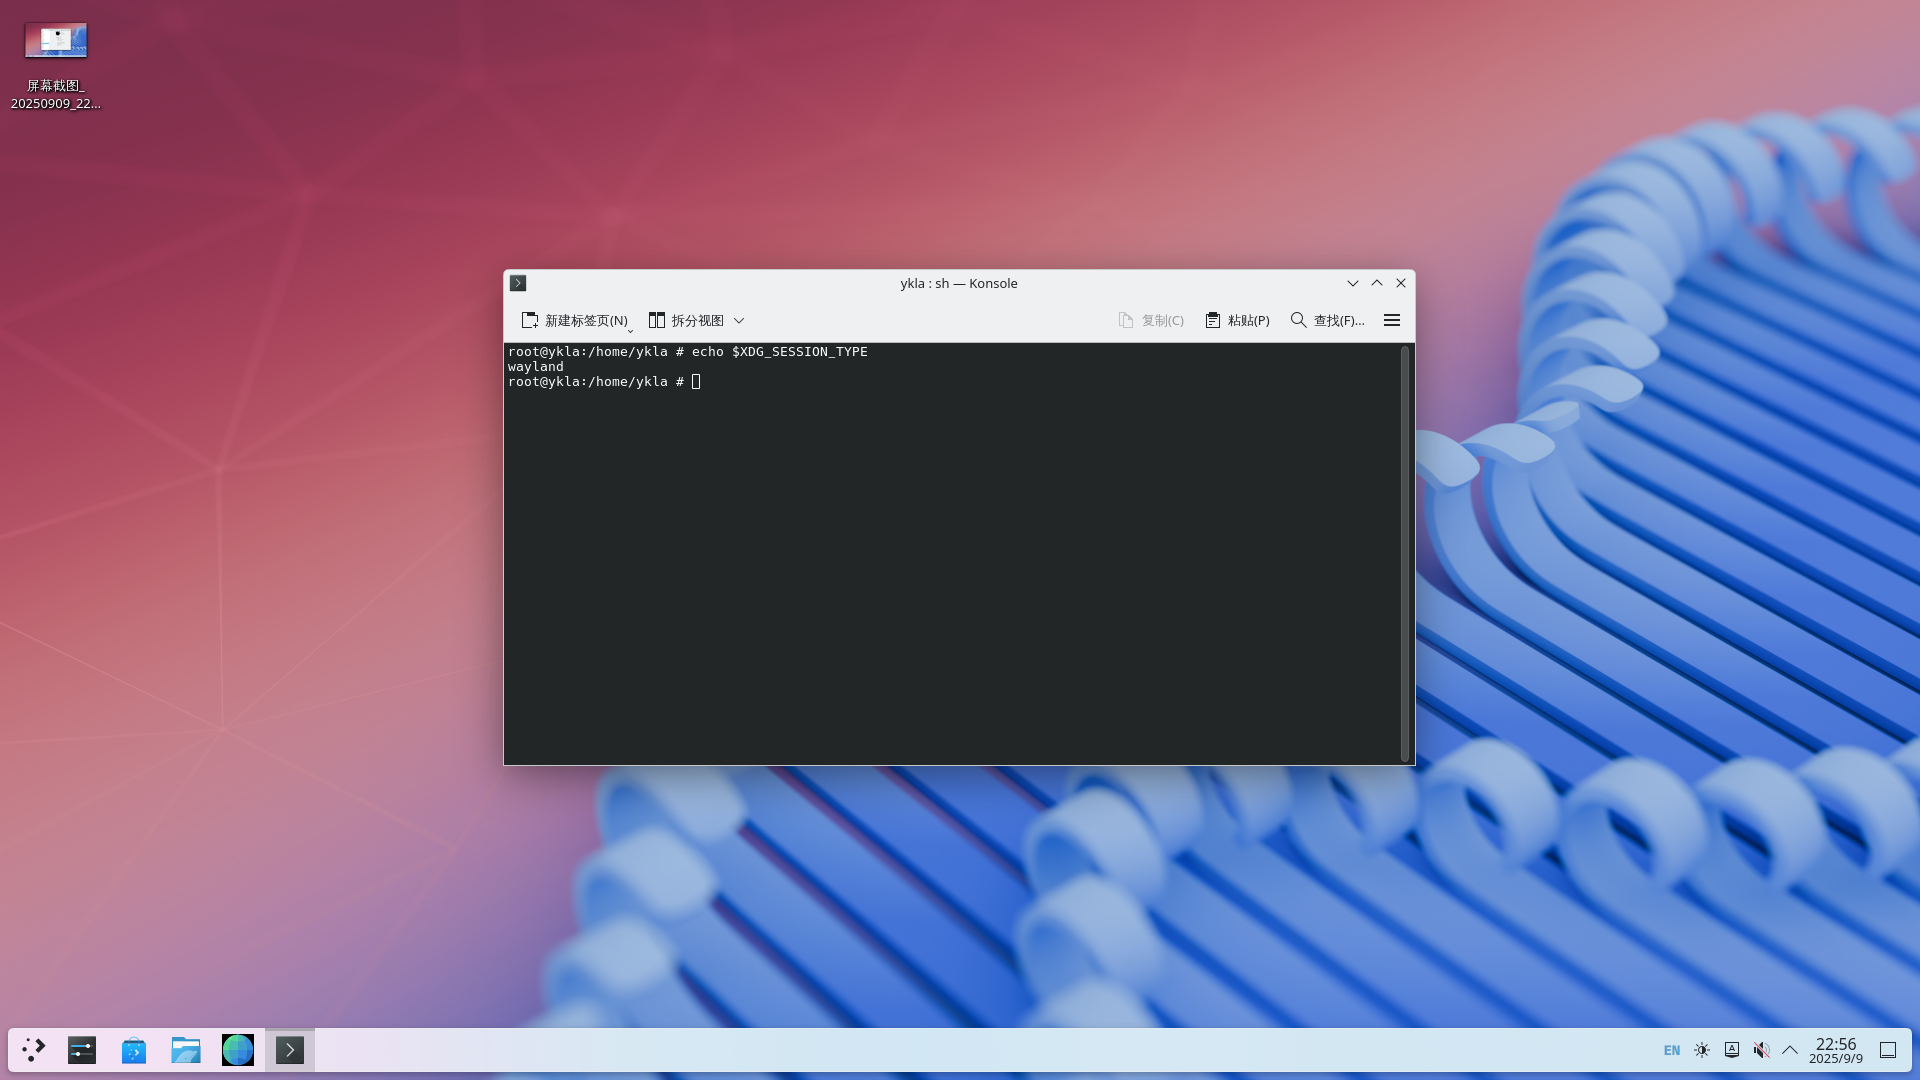 屏幕截图_
20250909_22...
ykla : sh — Konsole
新建标签页(N)
拆分视图
复制(C)
粘贴(P)
查找(F)...
root@ykla:/home/ykla # echo $XDG_SESSION_TYPE
wayland
root@ykla:/home/ykla #
EN
A
22:56
2025/9/9